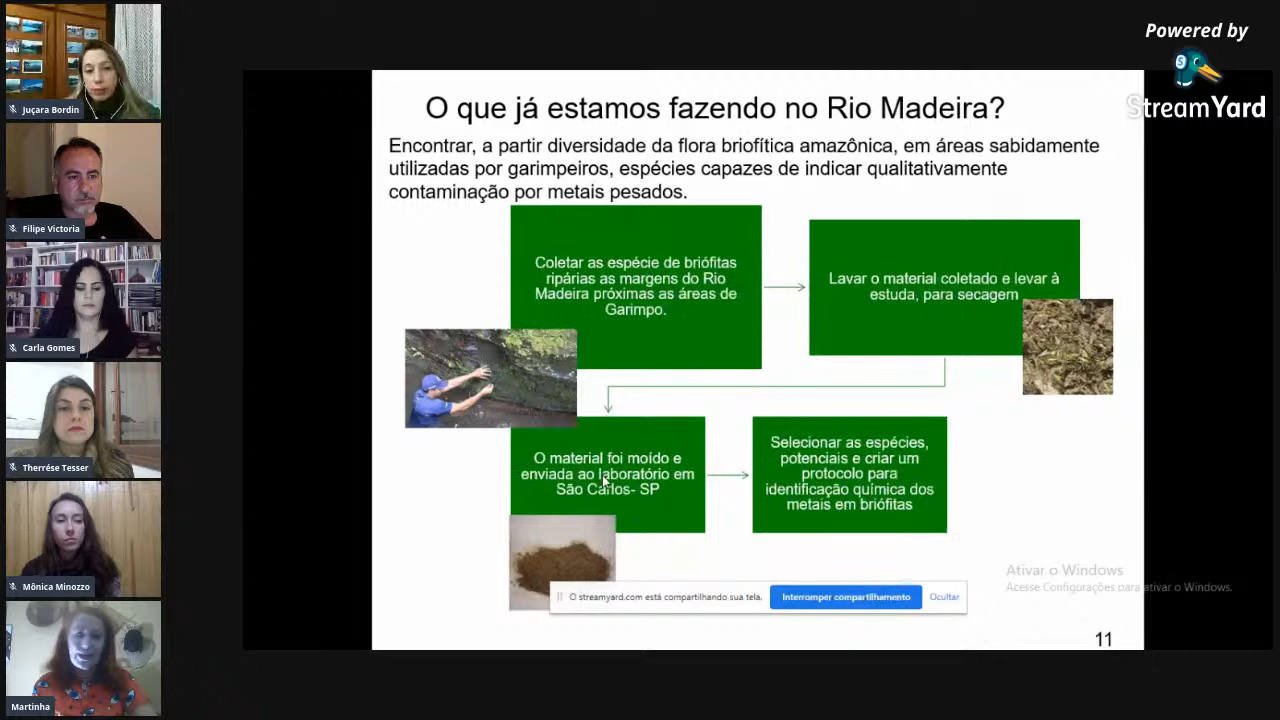 Juçara Bordin
Filipe Victoria
Carla Gomes
Therrése Tesser
Mônica Minozzo
Martinha
Powered by
StreamYard
O que já estamos fazendo no Rio Madeira?
Encontrar, a partir diversidade da flora briofítica amazônica, em áreas sabidamente
utilizadas por garimpeiros, espécies capazes de indicar qualitativamente
contaminação por metais pesados.
Coletar as espécie de briófitas
ripárias as margens do Rio
Madeira próximas as áreas de
Garimpo.
Lavar o material coletado e levar à
estuda, para secagem
O material foi moído e
enviada ao laboratório em
São Carlos- SP
Selecionar as espécies,
potenciais e criar um
protocolo para
identificação química dos
metais em briófitas
Ativar o Windows
Acesse Configurações para ativar o Windows.
O streamyard.com está compartilhando sua tela.
Interromper compartilhamento
Ocultar
11